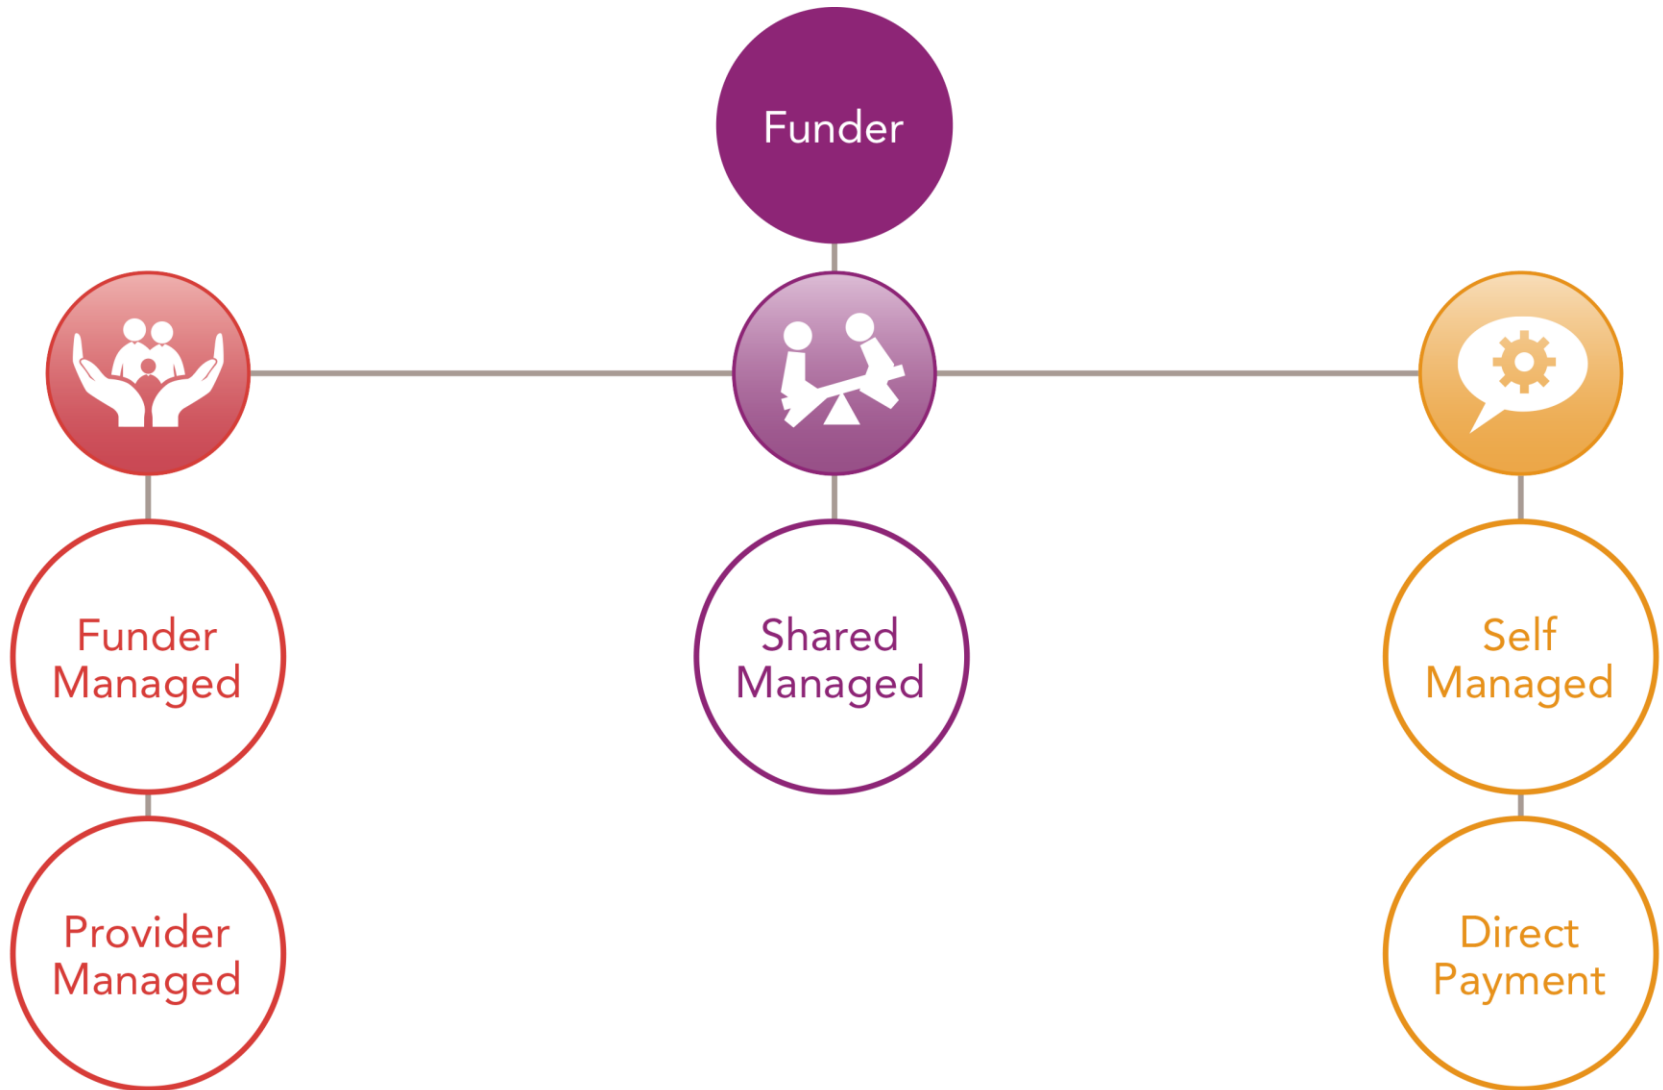 Funder
Funder
Managed
Shared
Managed
Self
Managed
Provider
Managed
Direct
Payment